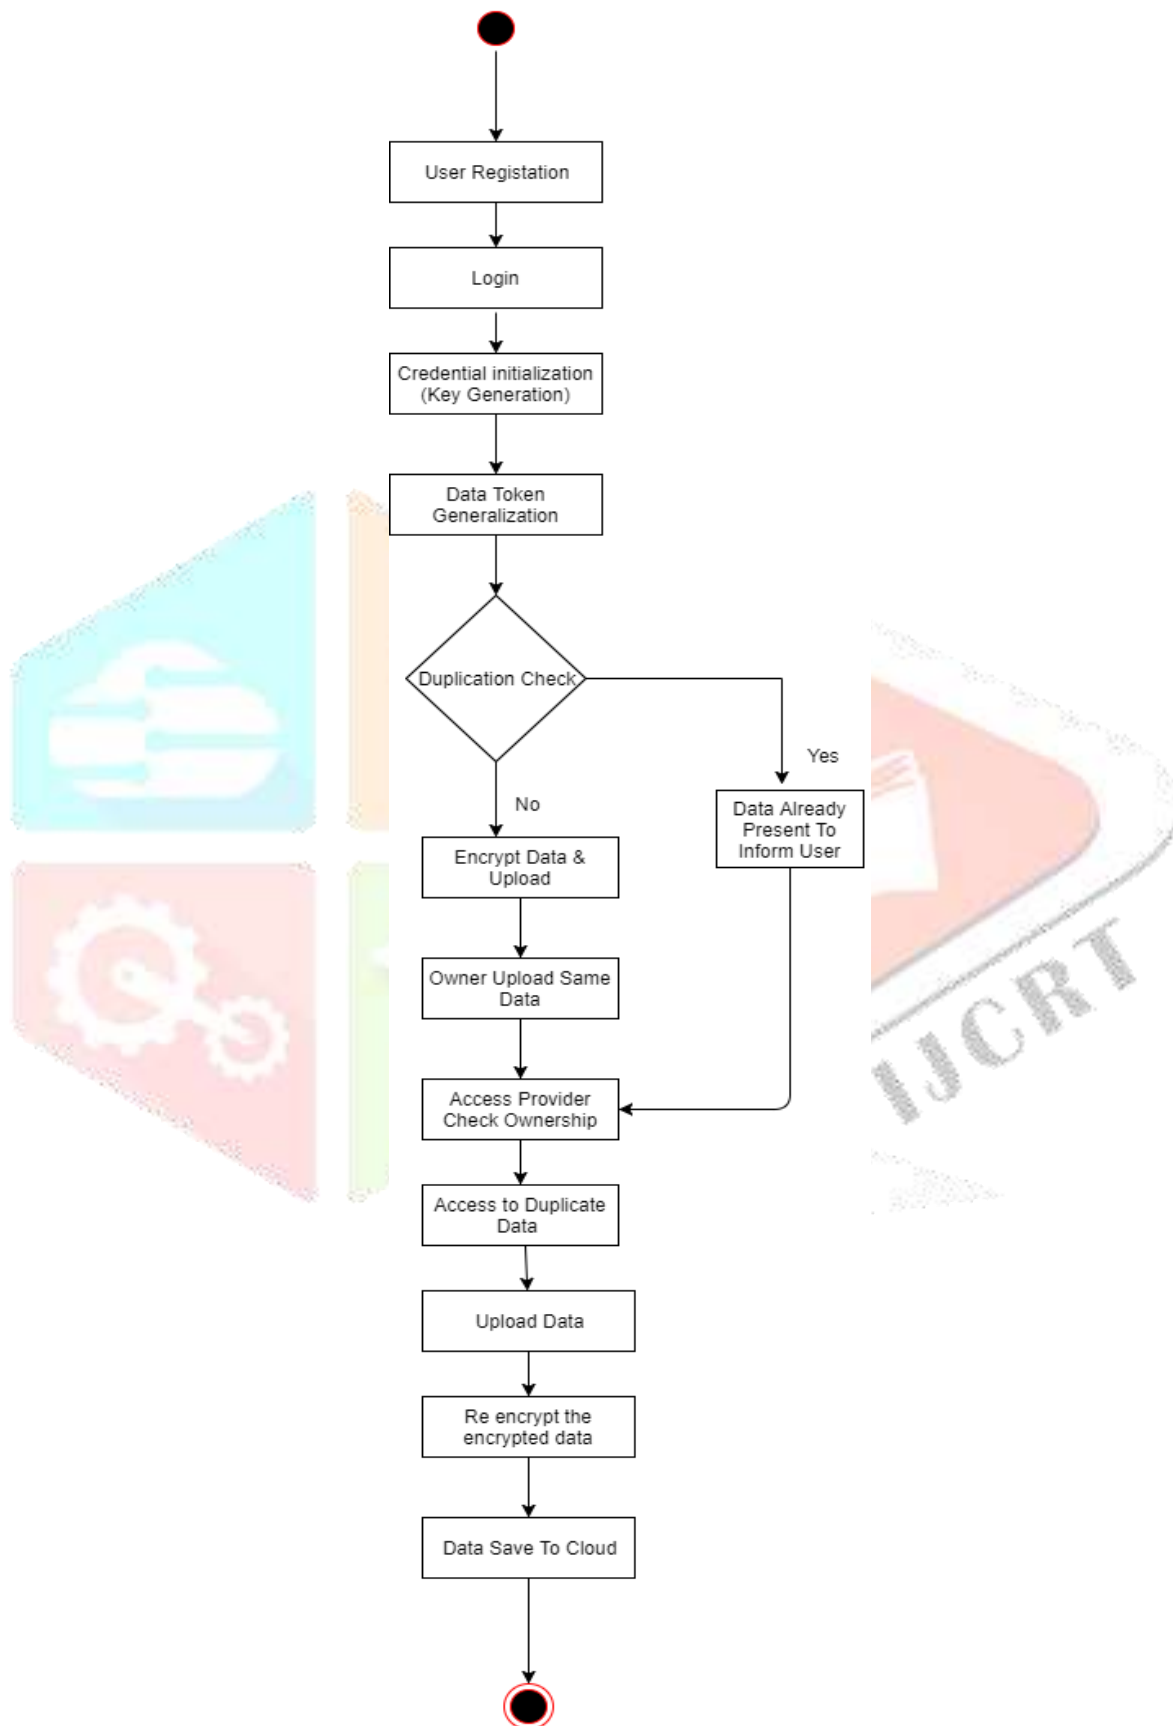 User Registation
Login
Credential initialization
(Key Generation)
Data Token
Generalization
Duplication Check
Yes
No
Data Already
Present To
Inform User
Encrypt Data &
Upload
Owner Upload Same
Data
Access Provider
Check Ownership
Access to Duplicate
Data
Upload Data
Re encrypt the
encrypted data
Data Save To Cloud
IJCRT